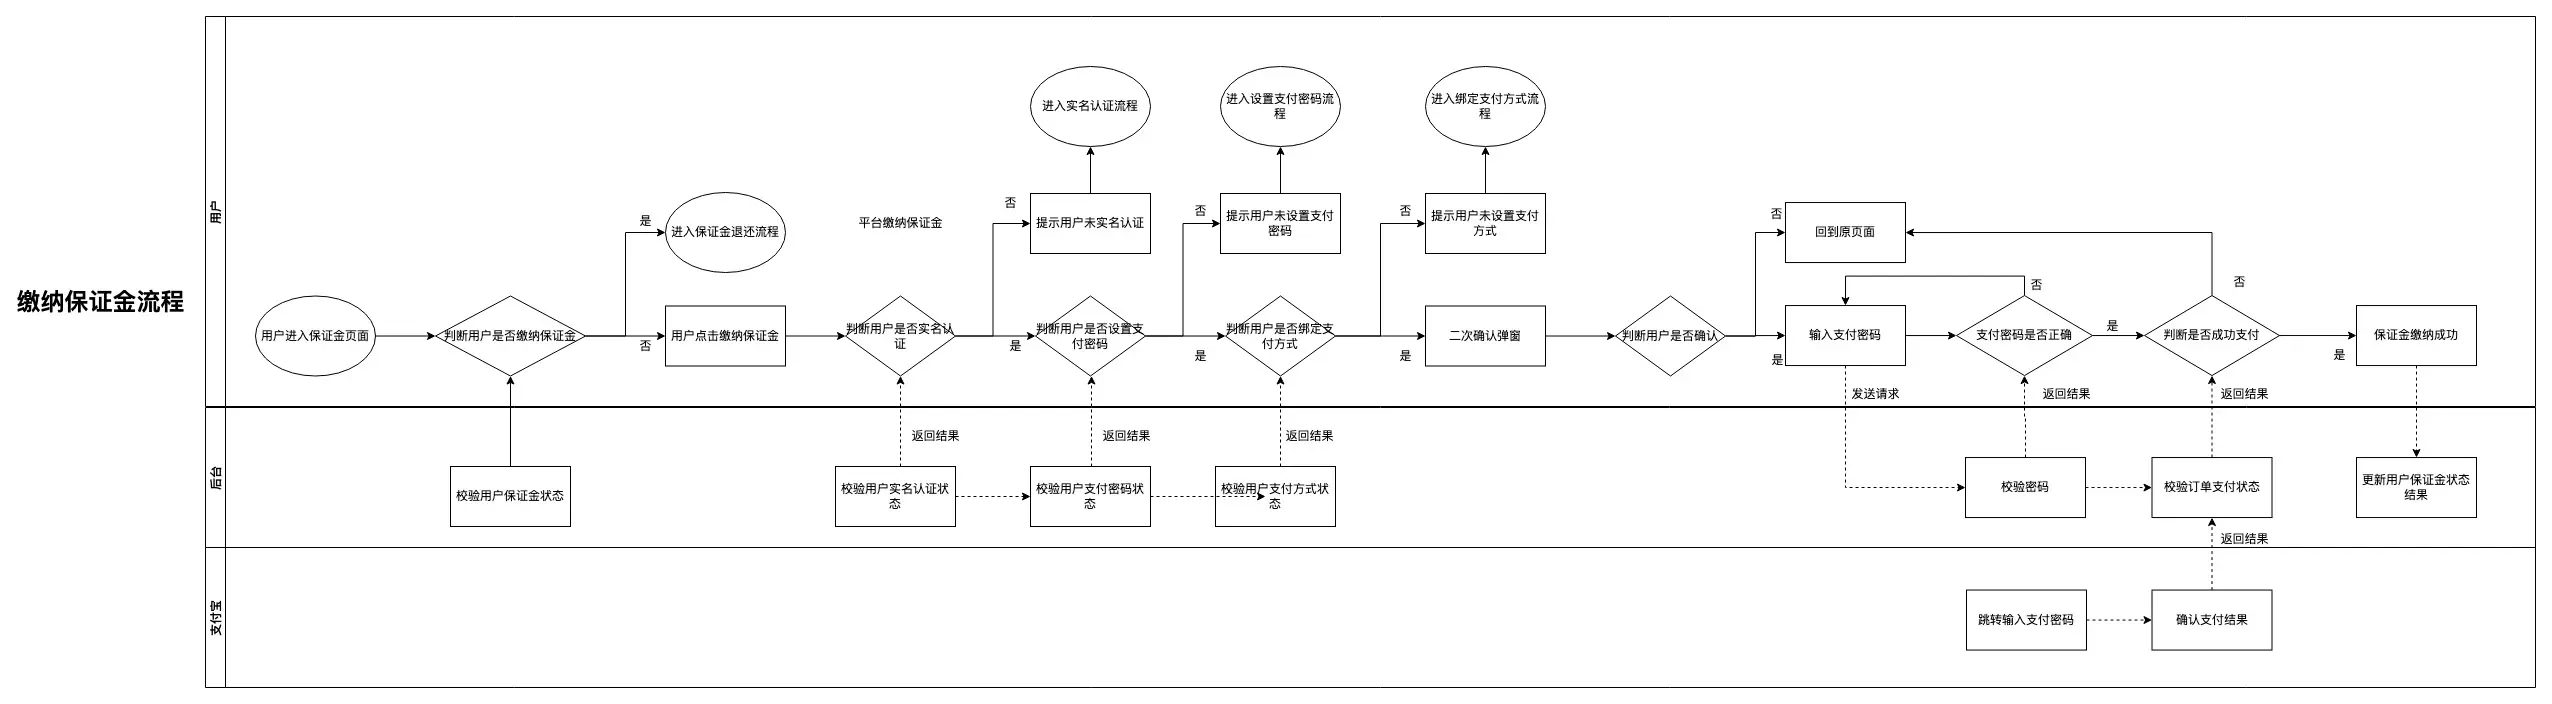 缴纳保证金流程
用户
进入实名认证流程
进入设置支付密码流
程
进入绑定支付方式流
程
是
进入保证金退还流程
平台缴纳保证金
否
提示用户未实名认证
否
提示用户未设置支付
密码
否
提示用户未设置支付
方式
否
回到原页面
用户进入保证金页面
判断用户是否缴纳保证金
否
用户点击缴纳保证金
判断用户是否实名认
证
是
判断用户是否设置支
付密码
是
判断用户是否绑定支
付方式
是
二次确认弹窗
判断用户是否确认
是
输入支付密码
否
支付密码是否正确
是
否
判断是否成功支付
是
保证金缴纳成功
发送请求
返回结果
返回结果
后台
返回结果
返回结果
返回结果
校验用户保证金状态
校验用户实名认证状
态
校验用户支付密码状
态
校验用户支付方式状
态
校验密码
校验订单支付状态
更新用户保证金状态
结果
返回结果
支付宝
跳转输入支付密码
确认支付结果